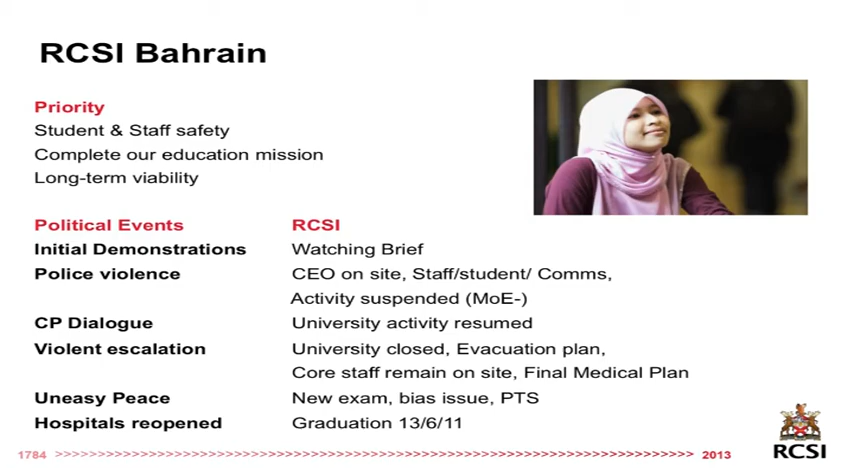 RCSI Bahrain
Priority
Student & Staff safety
Complete our education mission
Long-term viability
Political Events RCSI
Initial Demonstrations Watching Brief
Police violence CEO on site, Staff/student/ Comms,
Activity suspended (MoE-)
CP Dialogue University activity resumed
Violent escalation University closed, Evacuation plan,
Core staff remain on site, Final Medical Plan
Uneasy Peace New exam, bias issue, PTS
Hospitals reopened Graduation 13/6/11
1784 >>>>>>>>>>>>>>>>>>>>>>>>>>>>>>>>>>>>>>>>>>>>>>>>>>>>>>>>>>>>>>>>>>>>>>>>>>>>>>>>>>>>>>>>>> 2013
RCSI